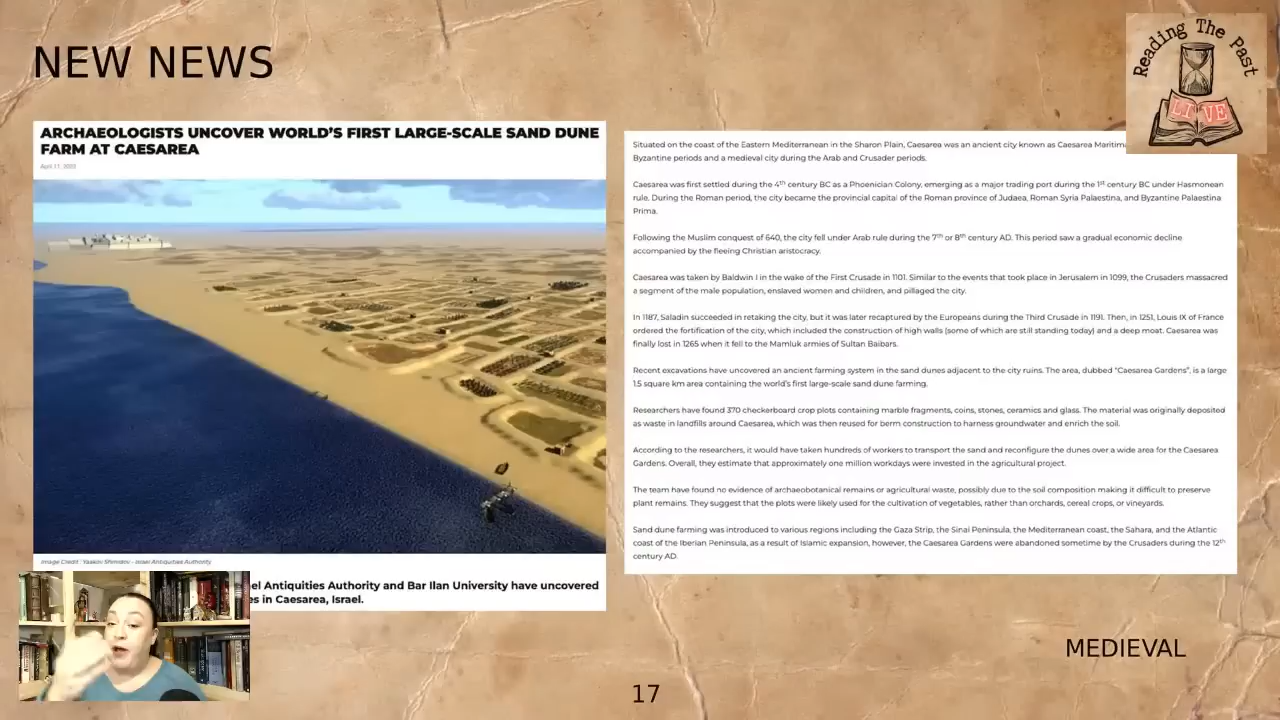 NEW NEWS
Reading The Past
LIVE
ARCHAEOLOGISTS UNCOVER WORLD'S FIRST LARGE-SCALE SAND DUNE
FARM AT CAESAREA
April 11, 2023
Image Credit : Yaakov Shmidov - Israel Antiquities Authority
el Antiquities Authority and Bar Ilan University have uncovered
es in Caesarea, Israel.
Situated on the coast of the Eastern Mediterranean in the Sharon Plain, Caesarea was an ancient city known as Caesarea Maritim
Byzantine periods and a medieval city during the Arab and Crusader periods.
Caesarea was first settled during the 4th century BC as a Phoenician Colony, emerging as a major trading port during the 1st century BC under Hasmonean
rule. During the Roman period, the city became the provincial capital of the Roman province of Judaea, Roman Syria Palaestina, and Byzantine Palaestina
Prima.
Following the Muslim conquest of 640, the city fell under Arab rule during the 7th or 8th century AD. This period saw a gradual economic decline
accompanied by the fleeing Christian aristocracy.
Caesarea was taken by Baldwin I in the wake of the First Crusade in 1101. Similar to the events that took place in Jerusalem in 1099, the Crusaders massacred
a segment of the male population, enslaved women and children, and pillaged the city.
In 1187, Saladin succeeded in retaking the city, but it was later recaptured by the Europeans during the Third Crusade in 1191. Then, in 1251, Louis IX of France
ordered the fortification of the city, which included the construction of high walls (some of which are still standing today) and a deep moat. Caesarea was
finally lost in 1265 when it fell to the Mamluk armies of Sultan Baibars.
Recent excavations have uncovered an ancient farming system in the sand dunes adjacent to the city ruins. The area, dubbed "Caesarea Gardens", is a large
1.5 square km area containing the world's first large-scale sand dune farming.
Researchers have found 370 checkerboard crop plots containing marble fragments, coins, stones, ceramics and glass. The material was originally deposited
as waste in landfills around Caesarea, which was then reused for berm construction to harness groundwater and enrich the soil.
According to the researchers, it would have taken hundreds of workers to transport the sand and reconfigure the dunes over a wide area for the Caesarea
Gardens. Overall, they estimate that approximately one million workdays were invested in the agricultural project.
The team have found no evidence of archaeobotanical remains or agricultural waste, possibly due to the soil composition making it difficult to preserve
plant remains. They suggest that the plots were likely used for the cultivation of vegetables, rather than orchards, cereal crops, or vineyards.
Sand dune farming was introduced to various regions including the Gaza Strip, the Sinai Peninsula, the Mediterranean coast, the Sahara, and the Atlantic
coast of the Iberian Peninsula, as a result of Islamic expansion, however, the Caesarea Gardens were abandoned sometime by the Crusaders during the 12th
century AD.
MEDIEVAL
17